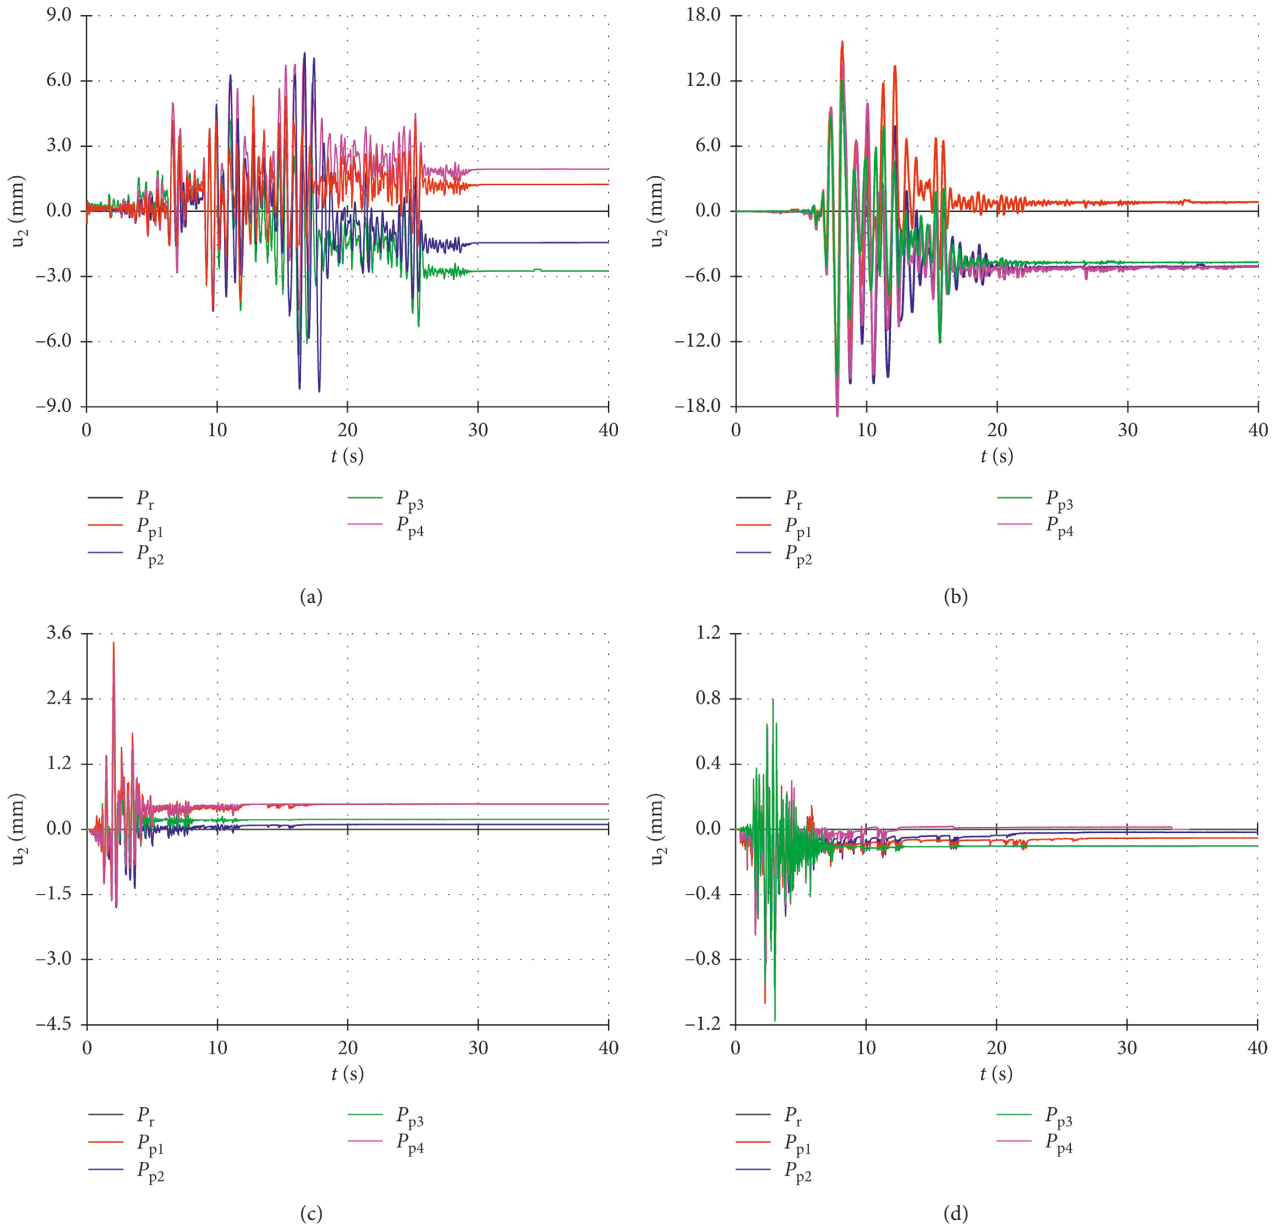 9.0
6.0
3.0
0.0
–3.0
–6.0
–9.0
u2 (mm)
0 10 20 30 40
t (s)
Pr
Pp1
Pp2
Pp3
Pp4
(a)
18.0
12.0
6.0
0.0
–6.0
–12.0
–18.0
u2 (mm)
0 10 20 30 40
t (s)
Pr
Pp1
Pp2
Pp3
Pp4
(b)
3.6
2.4
1.2
0.0
–1.5
–3.0
–4.5
u2 (mm)
0 10 20 30 40
t (s)
Pr
Pp1
Pp2
Pp3
Pp4
(c)
1.2
0.8
0.4
0.0
–0.4
–0.8
–1.2
u2 (mm)
0 10 20 30 40
t (s)
Pr
Pp1
Pp2
Pp3
Pp4
(d)